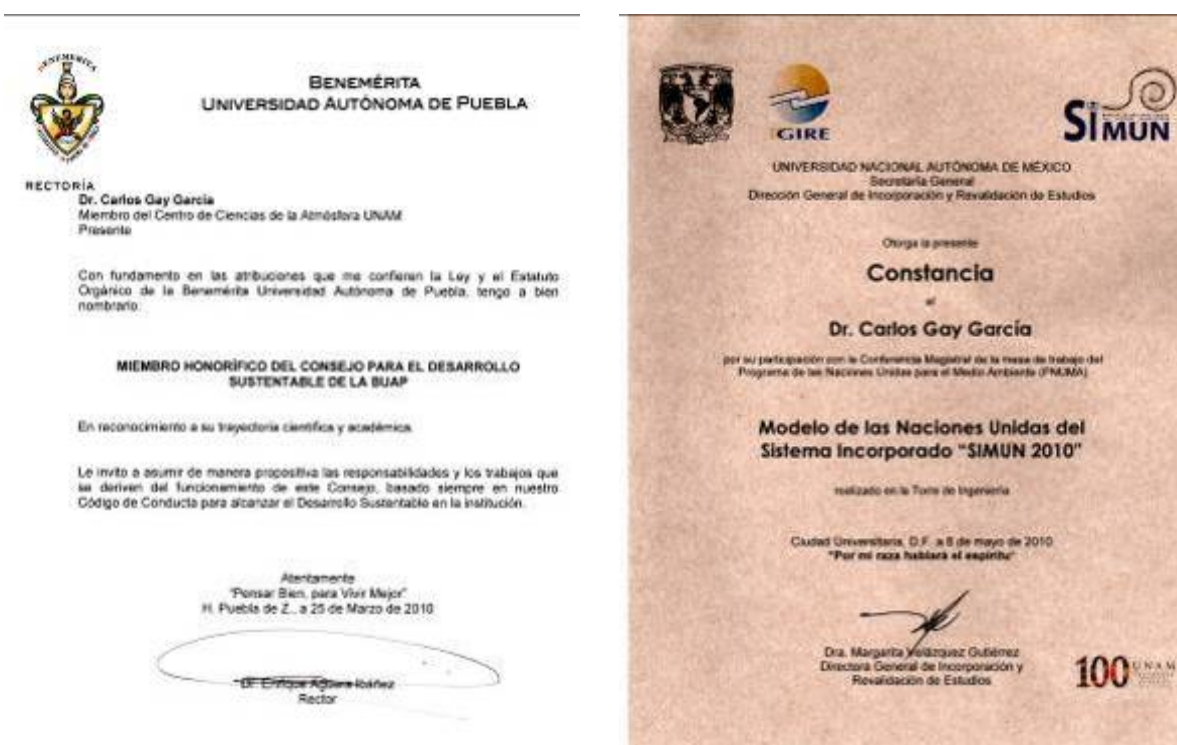 BENEMÉRITA
UNIVERSIDAD AUTÓNOMA DE PUEBLA
RECTORÍA
Dr. Carlos Gay García
Miembro del Centro de Ciencias de la Atmósfera UNAM
Presente
Con fundamento en las atribuciones que me confieren la Ley y el Estatuto
Orgánico de la Benemérita Universidad Autónoma de Puebla, tengo a bien
nombrarlo:
MIEMBRO HONORÍFICO DEL CONSEJO PARA EL DESARROLLO
SUSTENTABLE DE LA BUAP
En reconocimiento a su trayectoria científica y académica.
Le invito a asumir de manera propositiva las responsabilidades y los trabajos que
se deriven del funcionamiento de este Consejo, basado siempre en nuestro
Código de Conducta para alcanzar el Desarrollo Sustentable en la institución.
Atentamente
"Pensar Bien, para Vivir Mejor"
H. Puebla de Z., a 25 de Marzo de 2010
Dr. Enrique Agüera Ibáñez
Rector
GIRE
SIMUN
UNIVERSIDAD NACIONAL AUTÓNOMA DE MÉXICO
Secretaría General
Dirección General de Incorporación y Revalidación de Estudios
Otorga la presente
Constancia
al
Dr. Carlos Gay García
por su participación con la Conferencia Magistral de la mesa de trabajo del
Programa de las Naciones Unidas para el Medio Ambiente (PNUMA)
Modelo de las Naciones Unidas del
Sistema Incorporado "SIMUN 2010"
realizado en la Torre de Ingeniería
Ciudad Universitaria, D.F. a 8 de mayo de 2010
"Por mi raza hablará el espíritu"
Dra. Margarita Velázquez Gutiérrez
Directora General de Incorporación y
Revalidación de Estudios
100 UNAM